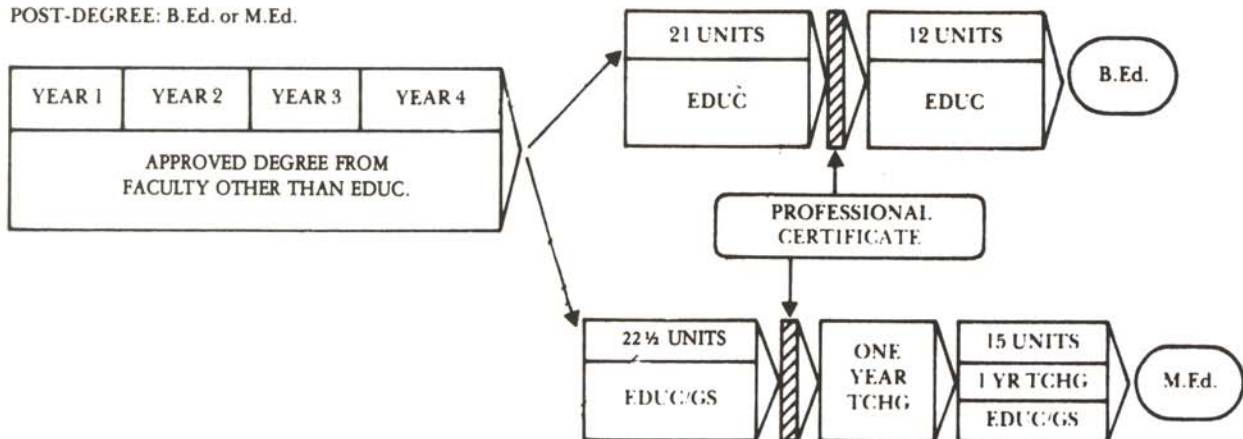 POST-DEGREE: B.Ed. or M.Ed.
YEAR 1 YEAR 2 YEAR 3 YEAR 4
APPROVED DEGREE FROM
FACULTY OTHER THAN EDUC.
21 UNITS
EDUC
12 UNITS
EDUC
B.Ed.
PROFESSIONAL
CERTIFICATE
22 ½ UNITS
EDUC/GS
ONE
YEAR
TCHG
15 UNITS
1 YR TCHG
EDUC/GS
M.Ed.